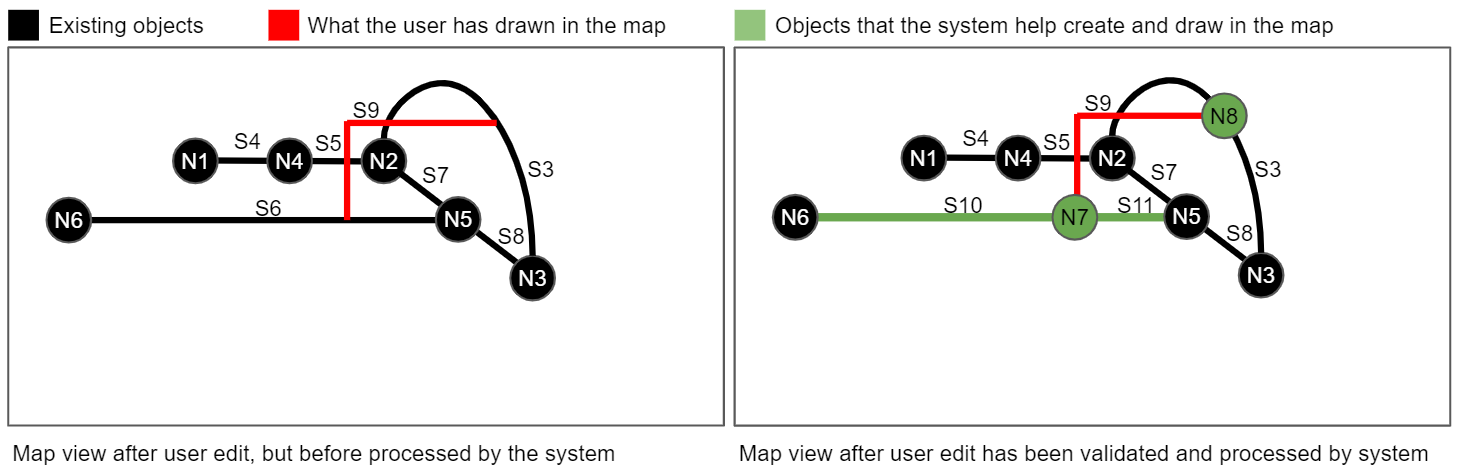 Existing objects
What the user has drawn in the map
Objects that the system help create and draw in the map
S9
N1
S4
N4
S5
N2
S7
S3
N6
S6
N5
S8
N3
Map view after user edit, but before processed by the system
S9
N8
N1
S4
N4
S5
N2
S7
S3
N6
S10
N7
S11
N5
S8
N3
Map view after user edit has been validated and processed by system